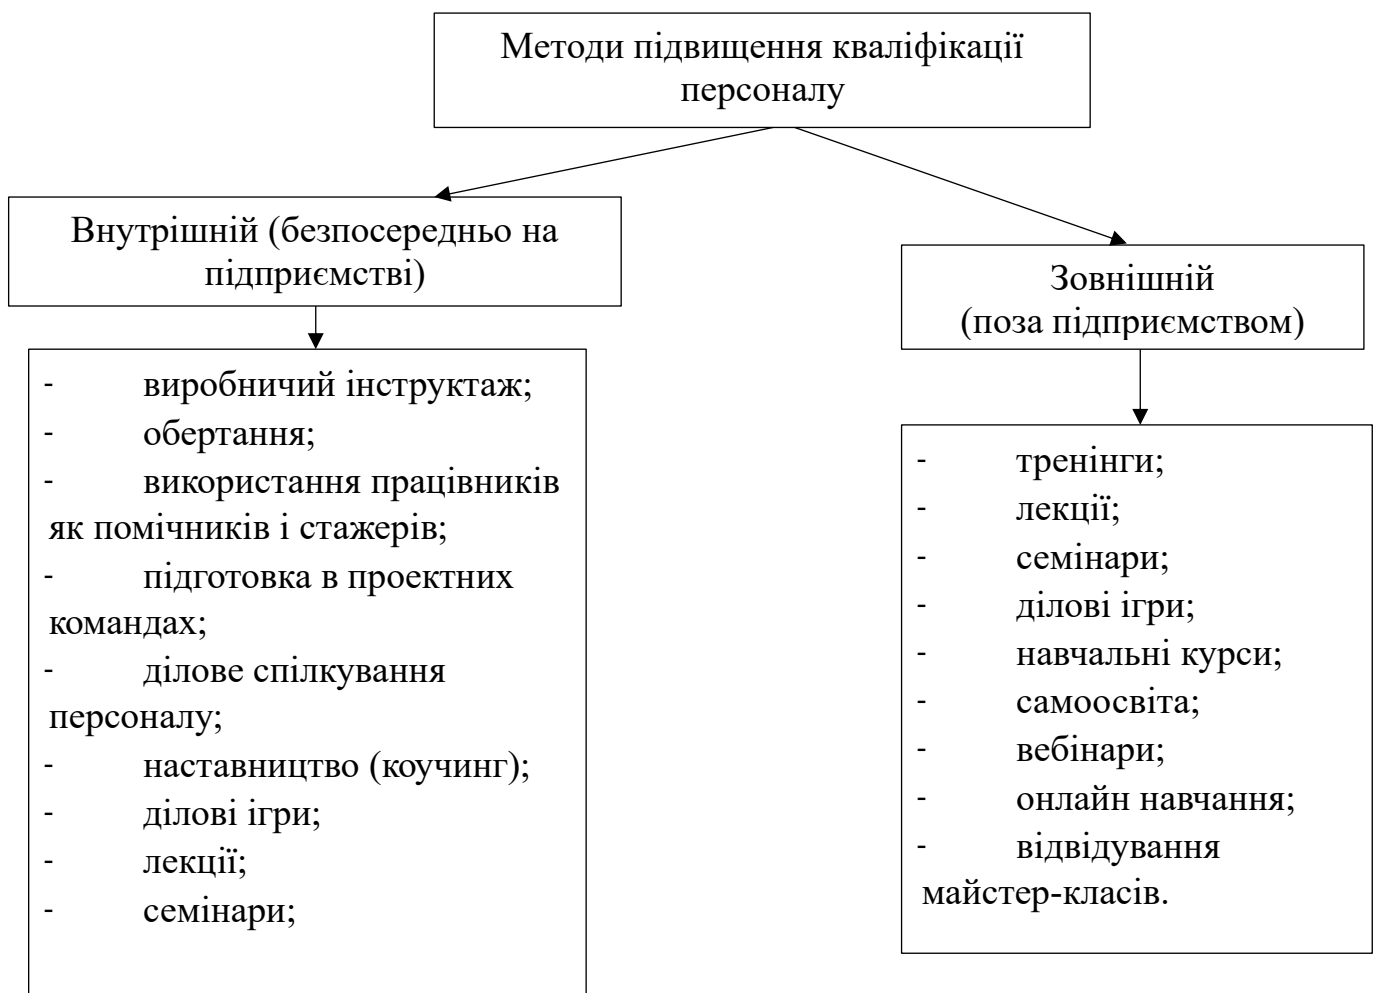 Методи підвищення кваліфікації
персоналу
Внутрішній (безпосередньо на
підприємстві)
- виробничий інструктаж;
- обертання;
- використання працівників
як помічників і стажерів;
- підготовка в проектних
командах;
- ділове спілкування
персоналу;
- наставництво (коучинг);
- ділові ігри;
- лекції;
- семінари;
Зовнішній
(поза підприємством)
- тренінги;
- лекції;
- семінари;
- ділові ігри;
- навчальні курси;
- самоосвіта;
- вебінари;
- онлайн навчання;
- відвідування
майстер-класів.